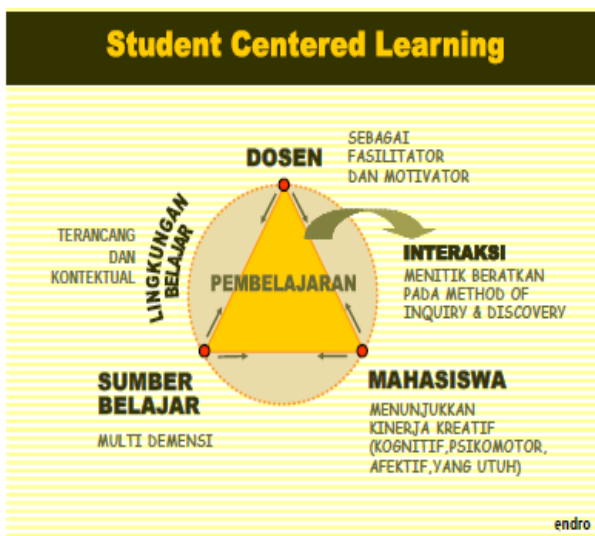 Student Centered Learning
DOSEN
SEBAGAI
FASILITATOR
DAN MOTIVATOR
TERANCANG
DAN
KONTEKTUAL
LINGKUNGAN
BELAJAR
PEMBELAJARAN
INTERAKSI
MENITIK BERATKAN
PADA METHOD OF
INQUIRY & DISCOVERY
SUMBER
BELAJAR
MULTI DEMENSI
MAHASISWA
MENUNJUKKAN
KINERJA KREATIF
(KOGNITIF,PSIKOMOTOR,
AFEKTIF,YANG UTUH)
endro